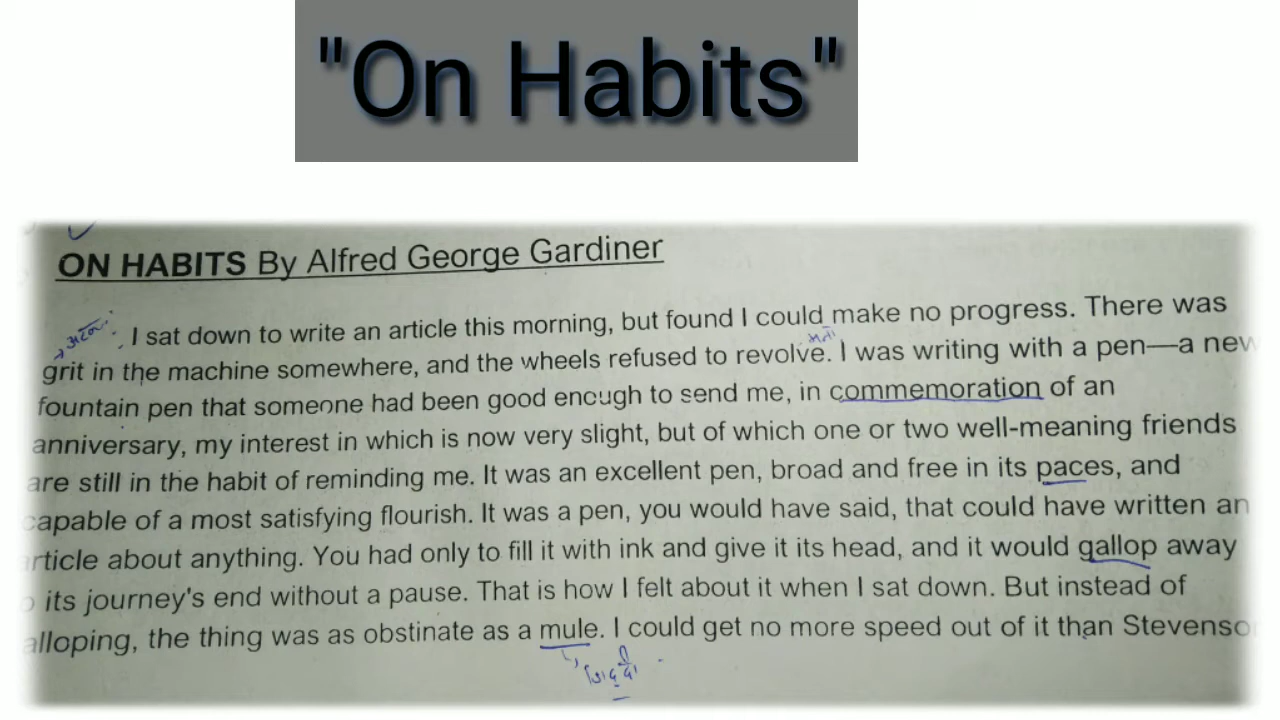 "On Habits"
ON HABITS By Alfred George Gardiner
I sat down to write an article this morning, but found I could make no progress. There was
grit in the machine somewhere, and the wheels refused to revolve. I was writing with a pen—a new
fountain pen that someone had been good enough to send me, in commemoration of an
anniversary, my interest in which is now very slight, but of which one or two well-meaning friends
are still in the habit of reminding me. It was an excellent pen, broad and free in its paces, and
capable of a most satisfying flourish. It was a pen, you would have said, that could have written an
article about anything. You had only to fill it with ink and give it its head, and it would gallop away
o its journey's end without a pause. That is how I felt about it when I sat down. But instead of
alloping, the thing was as obstinate as a mule. I could get no more speed out of it than Stevenson